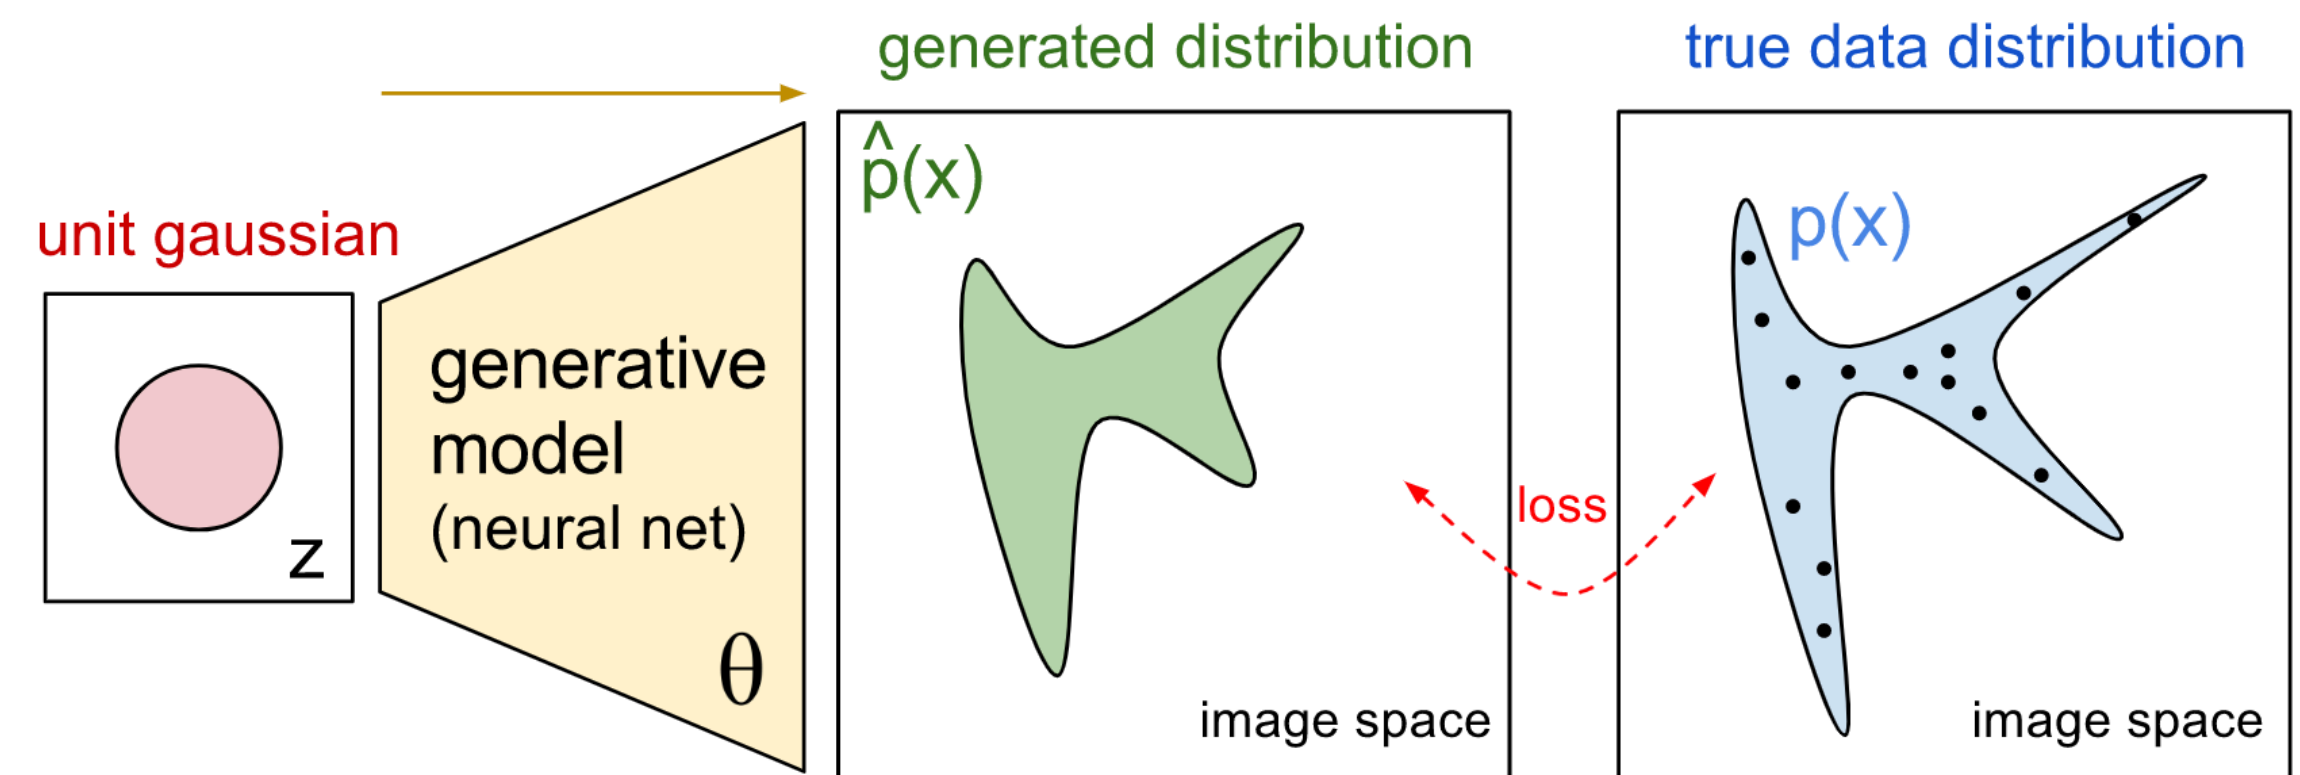 generated distribution
true data distribution
unit gaussian
z
generative
model
(neural net)
θ
p̂(x)
image space
loss
p(x)
image space